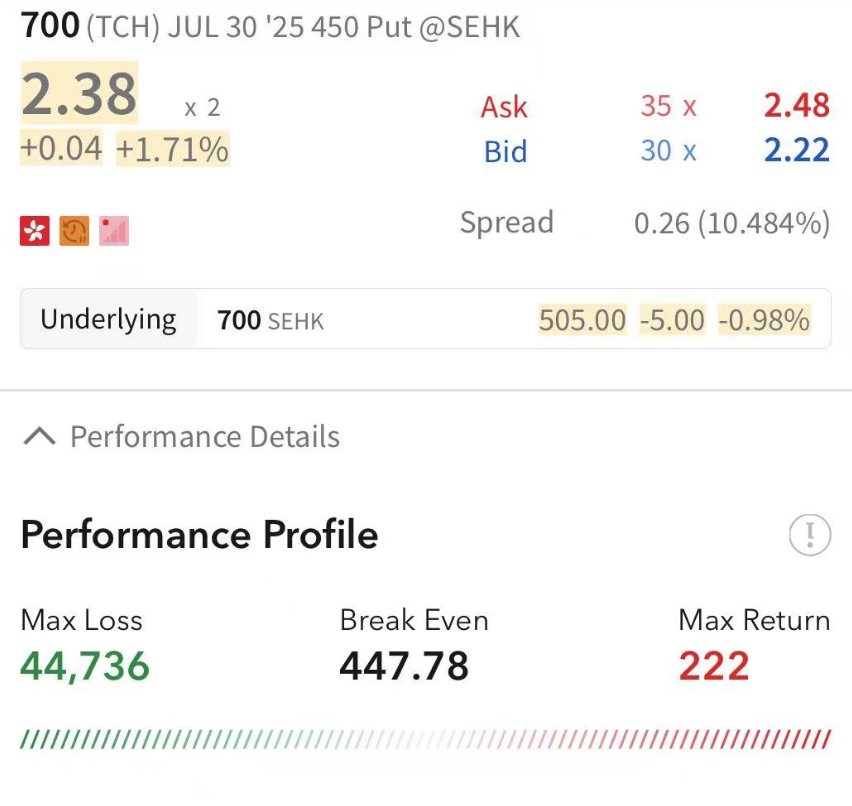 700 (TCH) JUL 30 '25 450 Put @SEHK
2.38 x 2
+0.04 +1.71%
Ask 35 x 2.48
Bid 30 x 2.22
Spread 0.26 (10.484%)
Underlying 700 SEHK 505.00 -5.00 -0.98%
Performance Details
Performance Profile
Max Loss Break Even Max Return
44,736 447.78 222